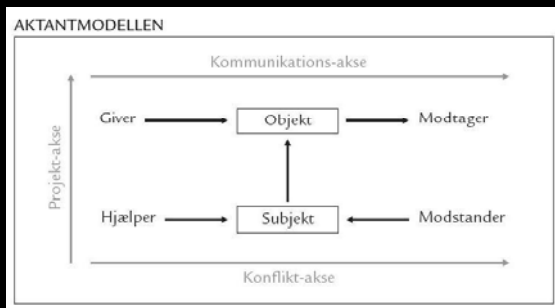 AKTANTMODELLEN
Kommunikations-akse
Giver Objekt Modtager
Projekt-akse
Hjælper Subjekt Modstander
Konflikt-akse